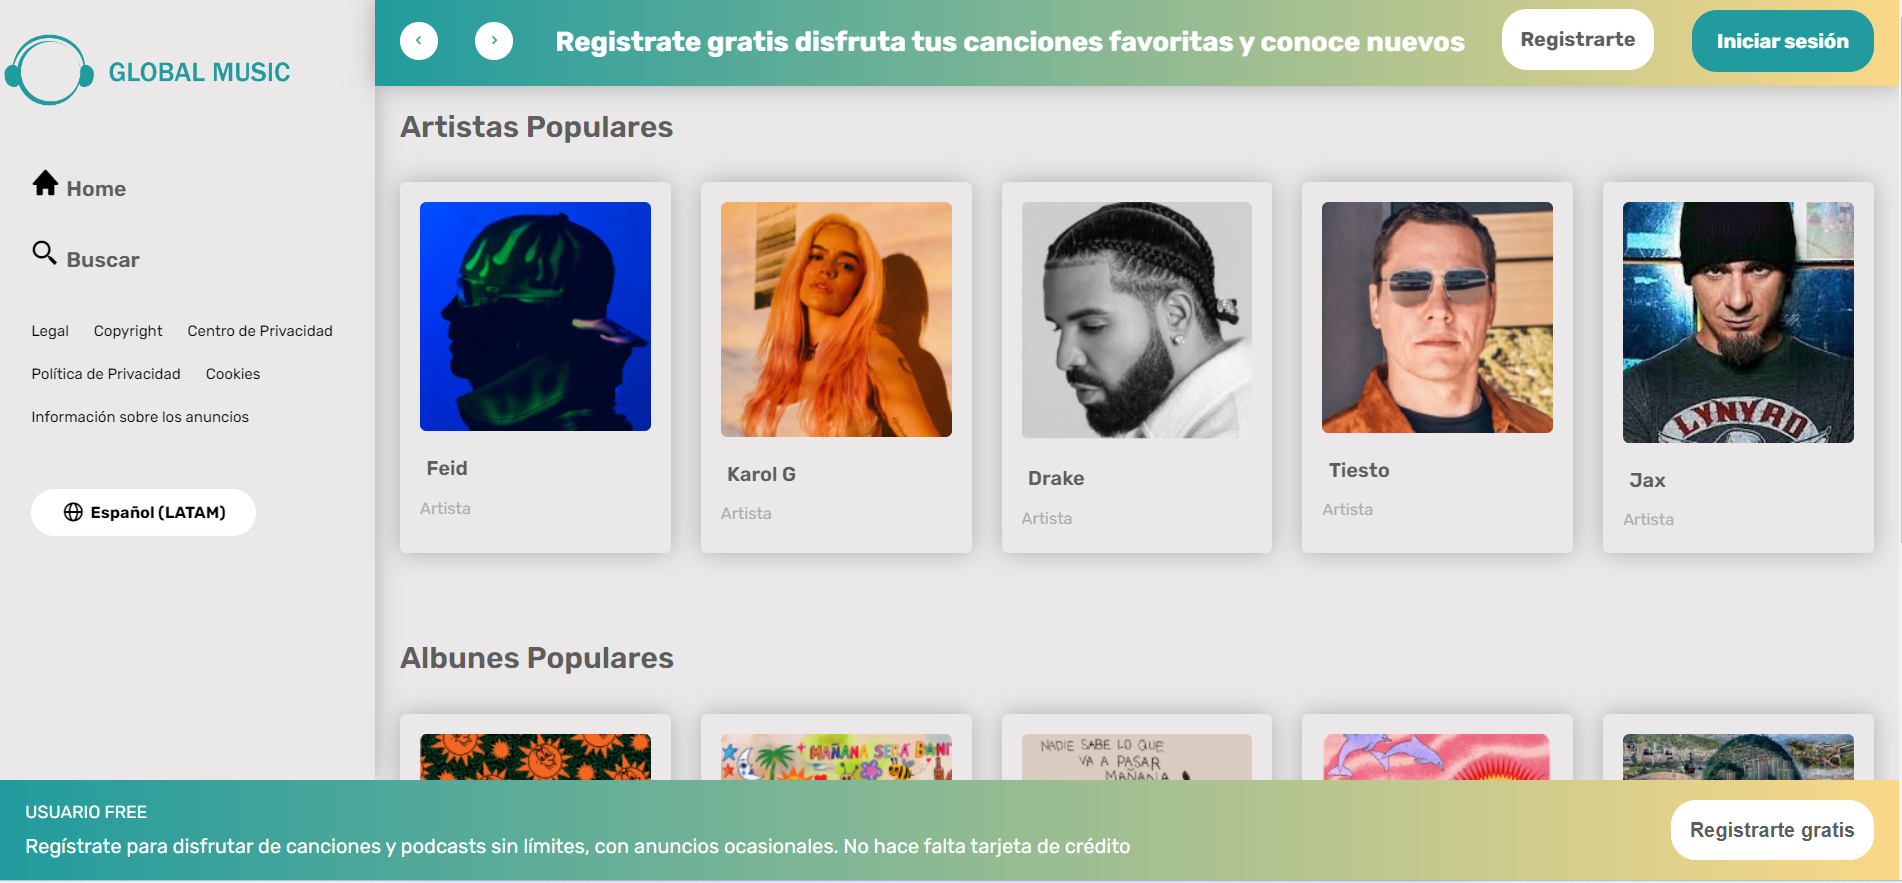 GLOBAL MUSIC
Home
Buscar
Legal Copyright Centro de Privacidad
Política de Privacidad Cookies
Información sobre los anuncios
Español (LATAM)
Registrate gratis disfruta tus canciones favoritas y conoce nuevos
Registrarte
Iniciar sesión
Artistas Populares
LYNYRD
Feid
Artista
Karol G
Artista
Drake
Artista
Tiesto
Artista
Jax
Artista
Albunes Populares
MAÑANA SERÁ BONI
NADIE SABE LO QUE
VA A PASAR
MAÑANA
USUARIO FREE
Regístrate para disfrutar de canciones y podcasts sin límites, con anuncios ocasionales. No hace falta tarjeta de crédito
Registrarte gratis